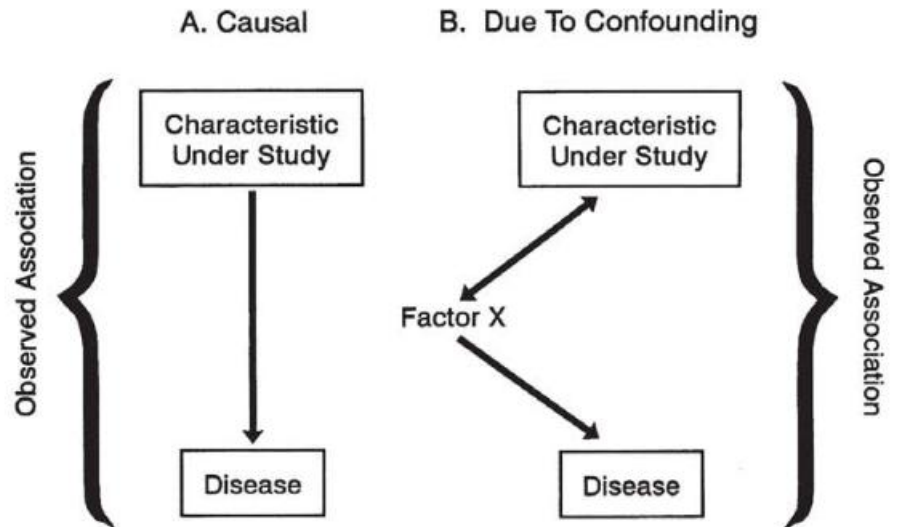 A. Causal
B. Due To Confounding
Observed Association
Characteristic
Under Study
Disease
Characteristic
Under Study
Factor X
Disease
Observed Association